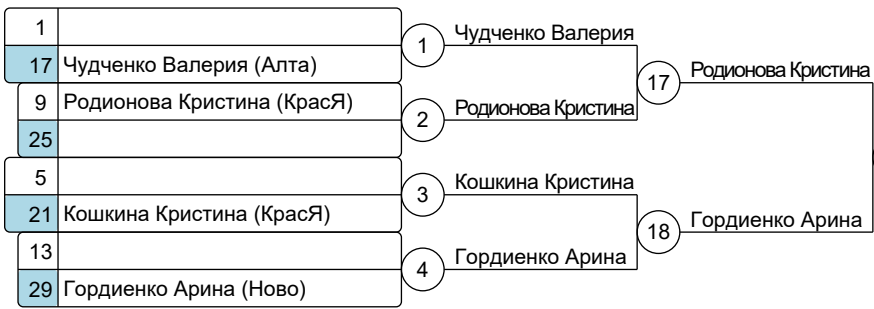 1
17 Чудченко Валерия (Алта)
1
Чудченко Валерия
9 Родионова Кристина (КрасЯ)
25
2
Родионова Кристина
17
Родионова Кристина
5
21 Кошкина Кристина (КрасЯ)
3
Кошкина Кристина
13
29 Гордиенко Арина (Ново)
4
Гордиенко Арина
18
Гордиенко Арина